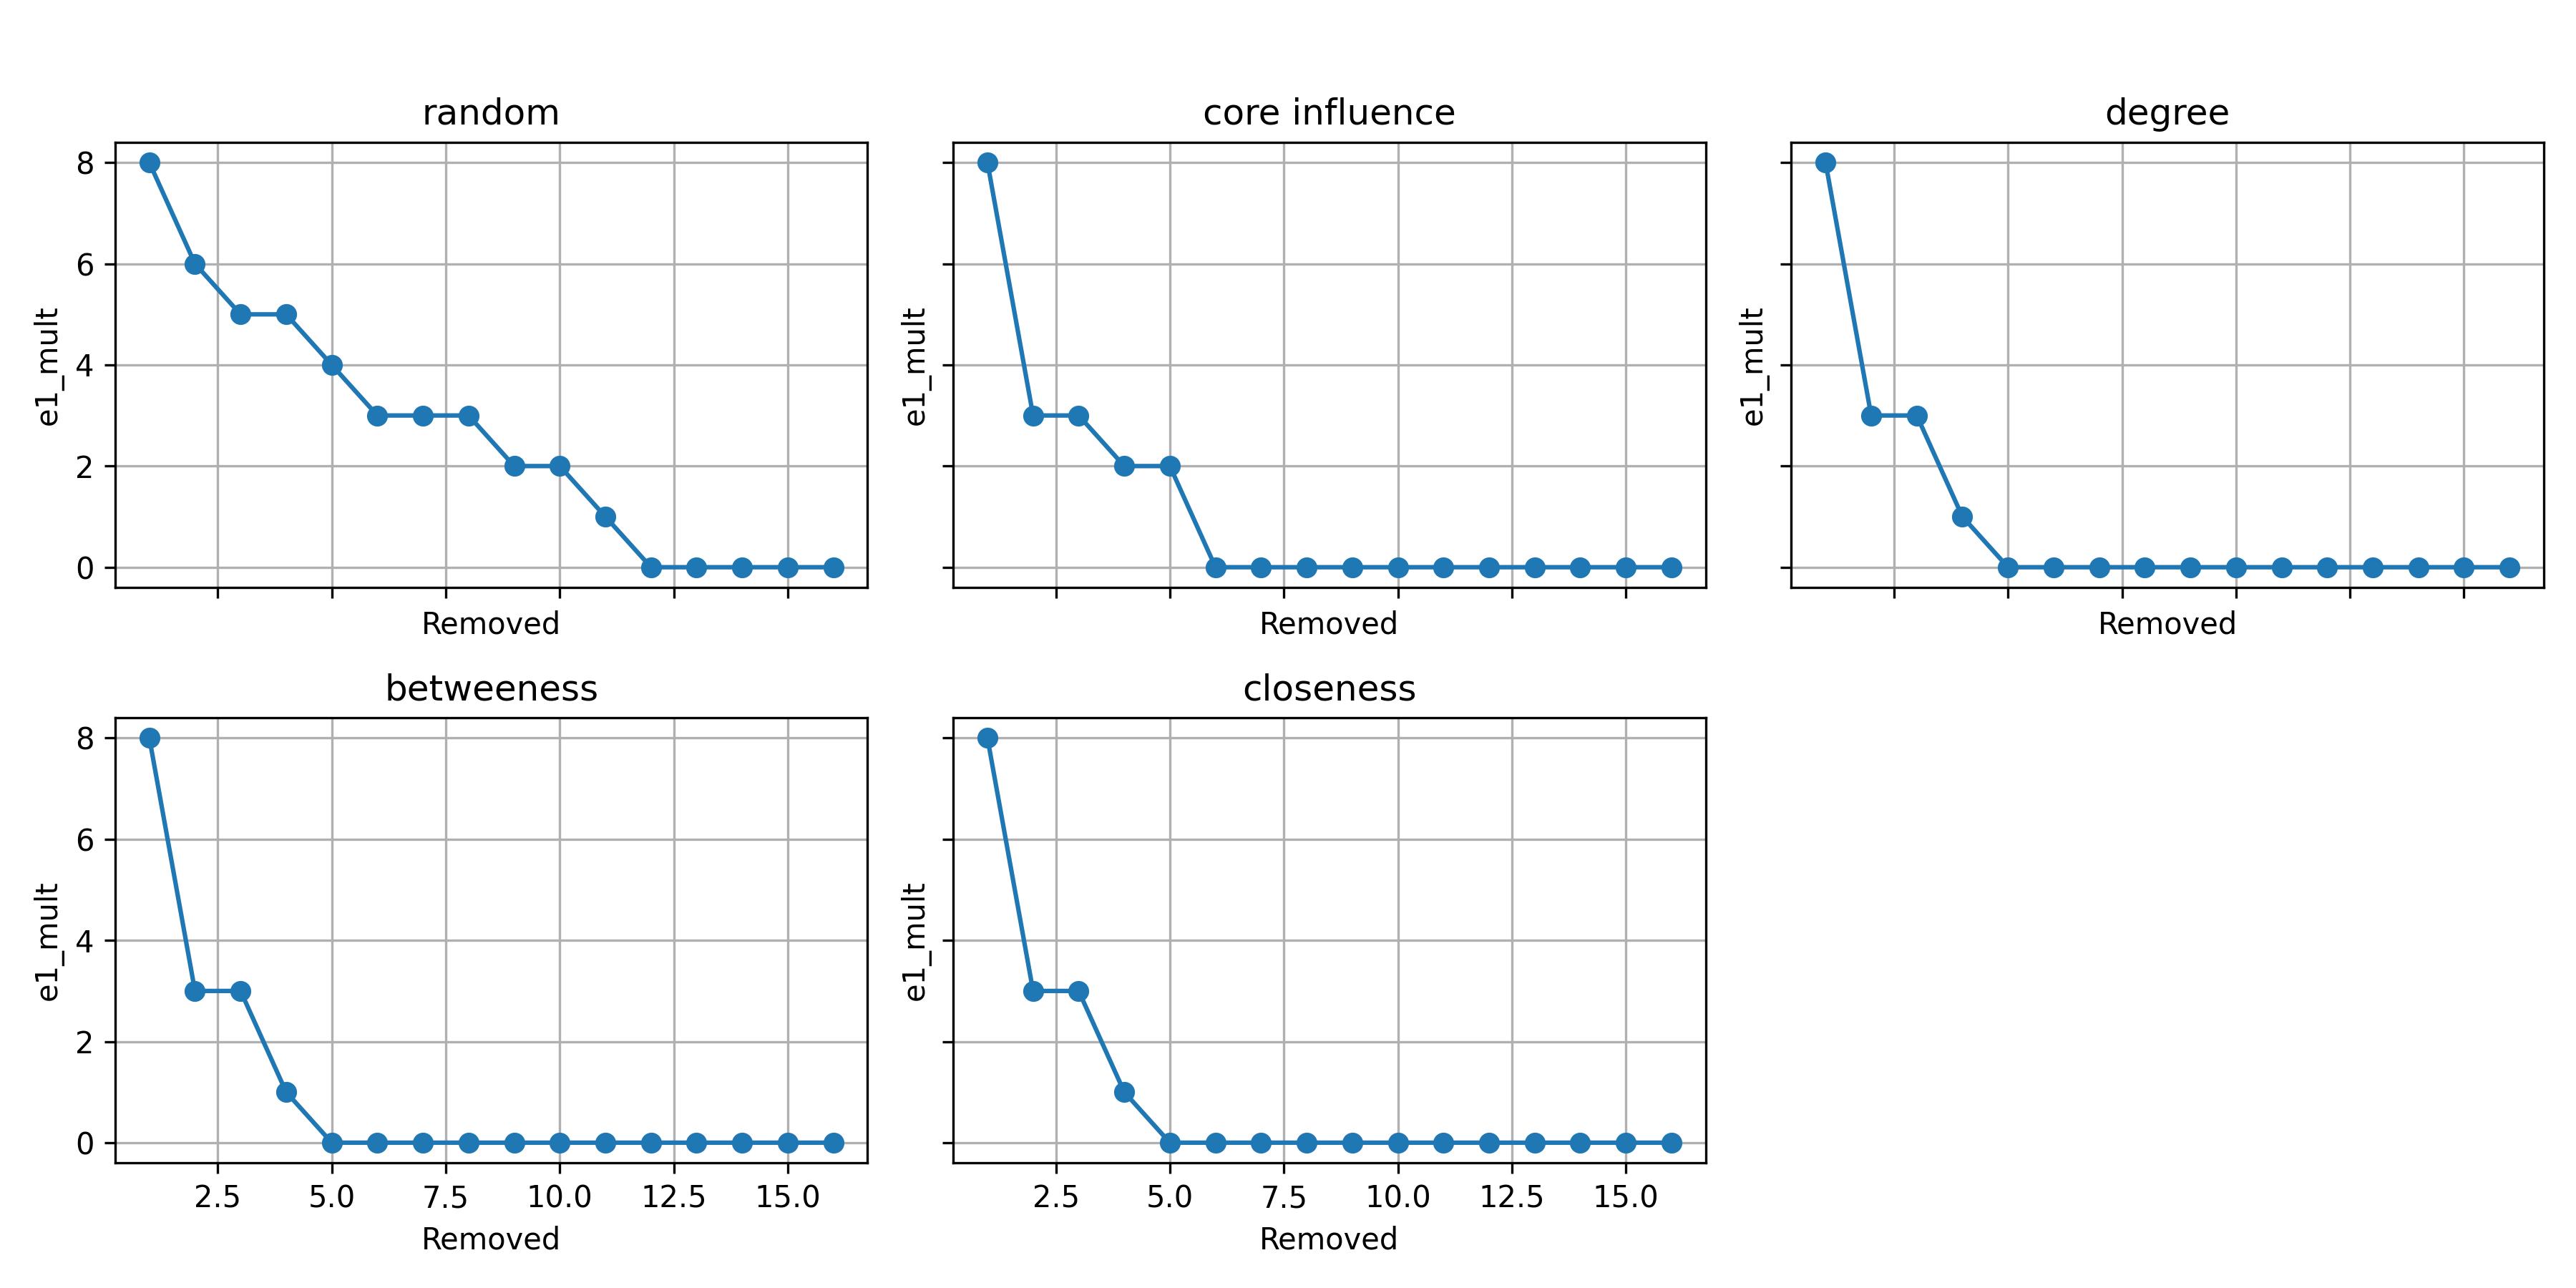 random
8
6
4
2
0
e1_mult
Removed
core influence
e1_mult
Removed
degree
e1_mult
Removed
betweeness
8
6
4
2
0
e1_mult
2.5 5.0 7.5 10.0 12.5 15.0
Removed
closeness
e1_mult
2.5 5.0 7.5 10.0 12.5 15.0
Removed